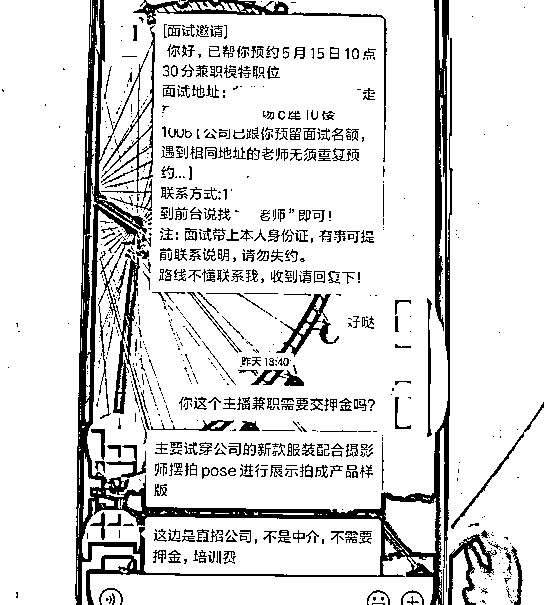 [面试邀请]
你好，已帮你预约5月15日10点
30分兼职模特职位
面试地址： 走
C座10楼
1006【公司已跟你预留面试名额，
遇到相同地址的老师无须重复预
约...】
联系方式:1
到前台说找“ 老师”即可！
注：面试带上本人身份证，有事可提
前联系说明，请勿失约。
路线不懂联系我，收到请回复下！
好哒
昨天 13:40
你这个主播兼职需要交押金吗？
主要试穿公司的新款服装配合摄影
师摆拍pose进行展示拍成产品样
版
这边是直招公司，不是中介，不需要
押金，培训费